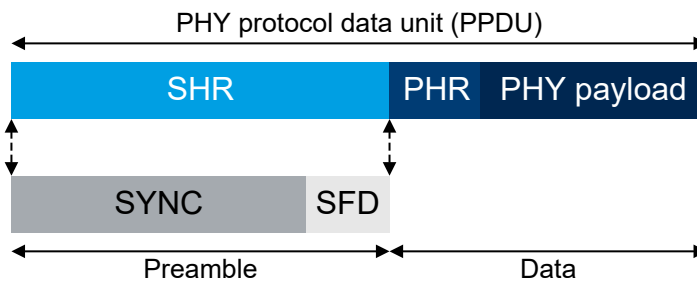 PHY protocol data unit (PPDU)
SHR PHR PHY payload
SYNC SFD
Preamble Data